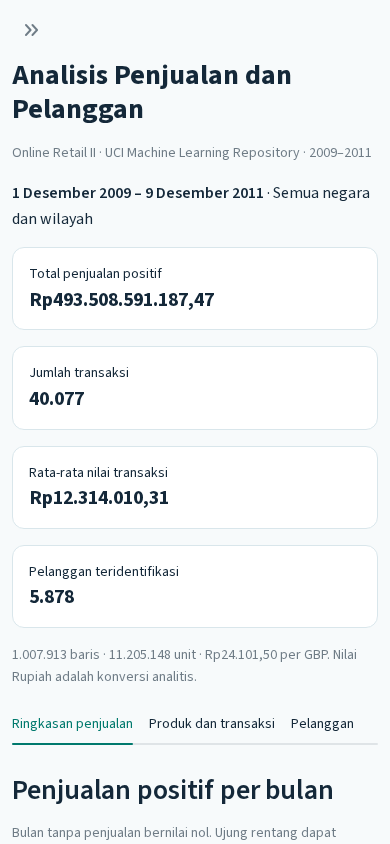 Analisis Penjualan dan
Pelanggan
Online Retail II · UCI Machine Learning Repository · 2009–2011
1 Desember 2009 – 9 Desember 2011 · Semua negara
dan wilayah
Total penjualan positif
Rp493.508.591.187,47
Jumlah transaksi
40.077
Rata-rata nilai transaksi
Rp12.314.010,31
Pelanggan teridentifikasi
5.878
1.007.913 baris · 11.205.148 unit · Rp24.101,50 per GBP. Nilai
Rupiah adalah konversi analitis.
Ringkasan penjualan Produk dan transaksi Pelanggan
Penjualan positif per bulan
Bulan tanpa penjualan bernilai nol. Ujung rentang dapat